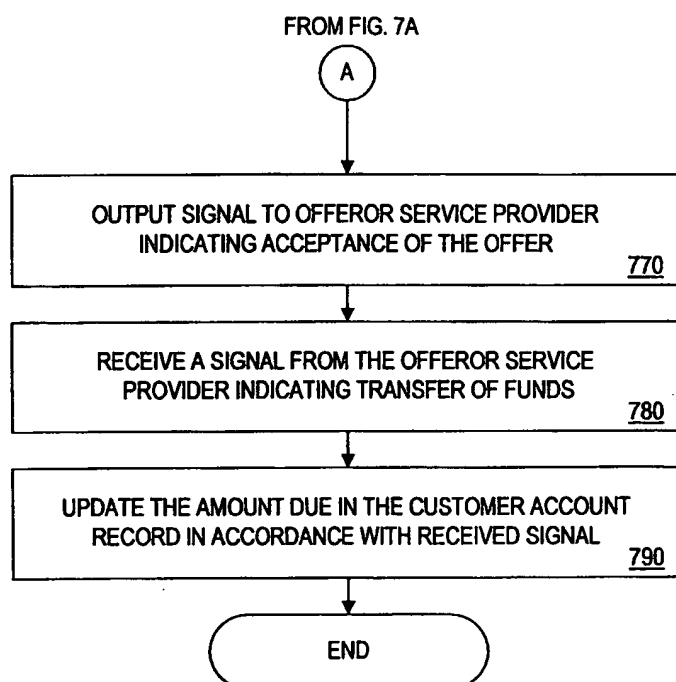 FROM FIG. 7A
A
OUTPUT SIGNAL TO OFFEROR SERVICE PROVIDER
INDICATING ACCEPTANCE OF THE OFFER
770
RECEIVE A SIGNAL FROM THE OFFEROR SERVICE
PROVIDER INDICATING TRANSFER OF FUNDS
780
UPDATE THE AMOUNT DUE IN THE CUSTOMER ACCOUNT
RECORD IN ACCORDANCE WITH RECEIVED SIGNAL
790
END